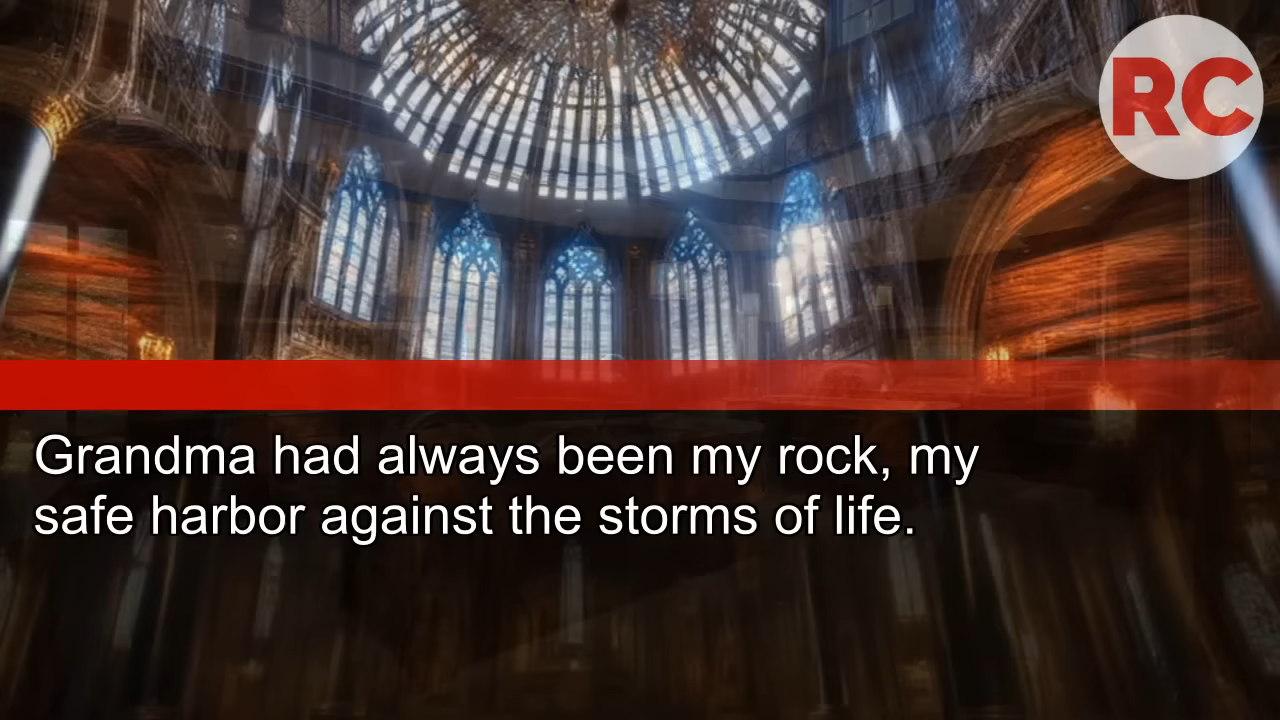 RC
Grandma had always been my rock, my
safe harbor against the storms of life.